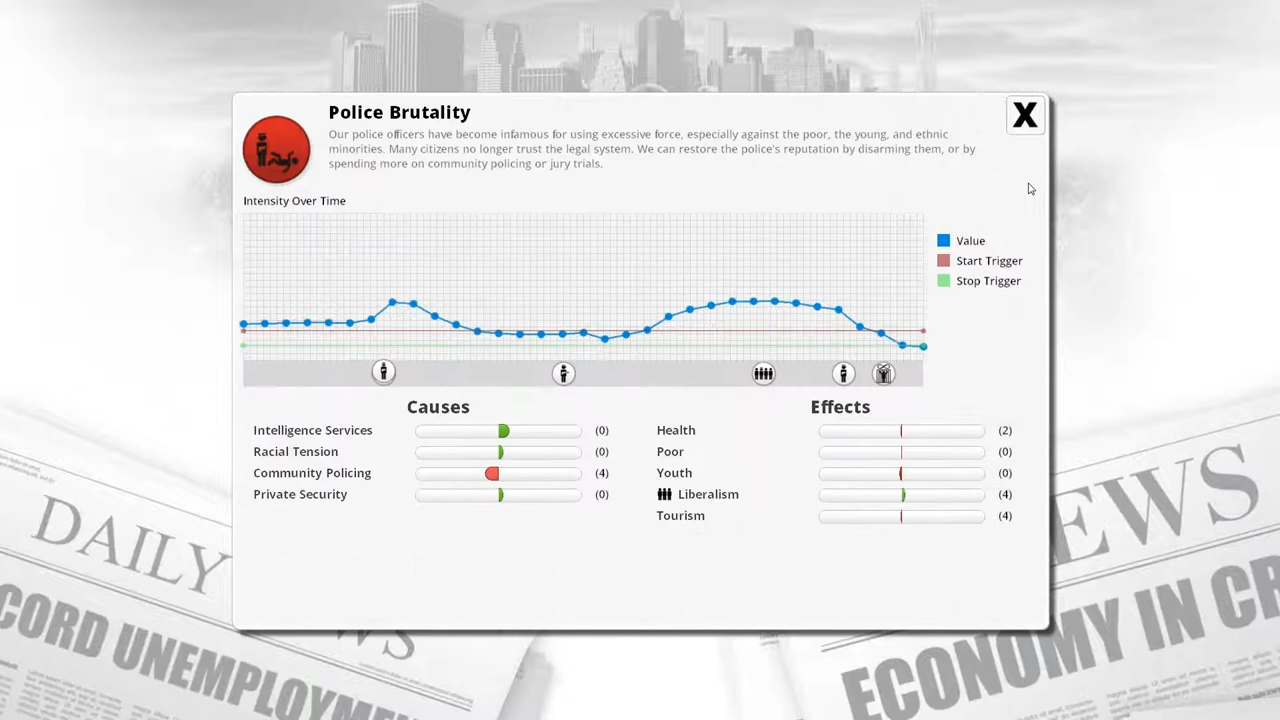 Police Brutality
X
Our police officers have become infamous for using excessive force, especially against the poor, the young, and ethnic
minorities. Many citizens no longer trust the legal system. We can restore the police's reputation by disarming them, or by
spending more on community policing or jury trials.
Intensity Over Time
Value
Start Trigger
Stop Trigger
Causes
Intelligence Services (0)
Racial Tension (0)
Community Policing (4)
Private Security (0)
Effects
Health (2)
Poor (0)
Youth (0)
Liberalism (4)
Tourism (4)
DAILY
NEWS
CORD UNEMPLOYM
ECONOMY IN CR